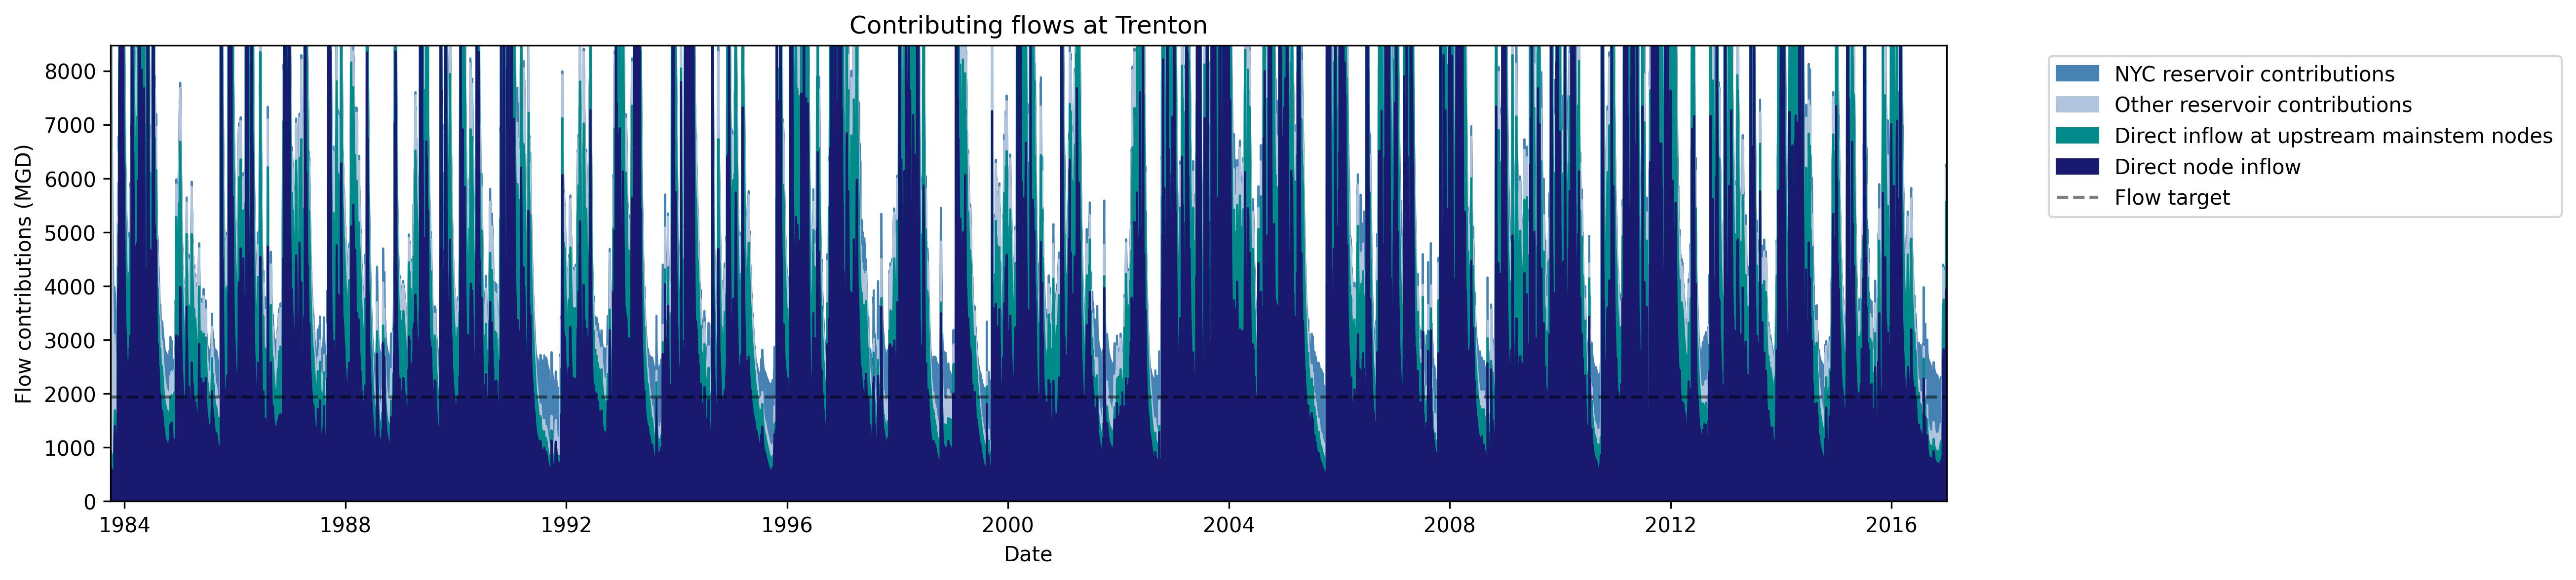 Contributing flows at Trenton
Flow contributions (MGD)
8000
7000
6000
5000
4000
3000
2000
1000
0
1984
1988
1992
1996
2000
2004
2008
2012
2016
Date
NYC reservoir contributions
Other reservoir contributions
Direct inflow at upstream mainstem nodes
Direct node inflow
Flow target